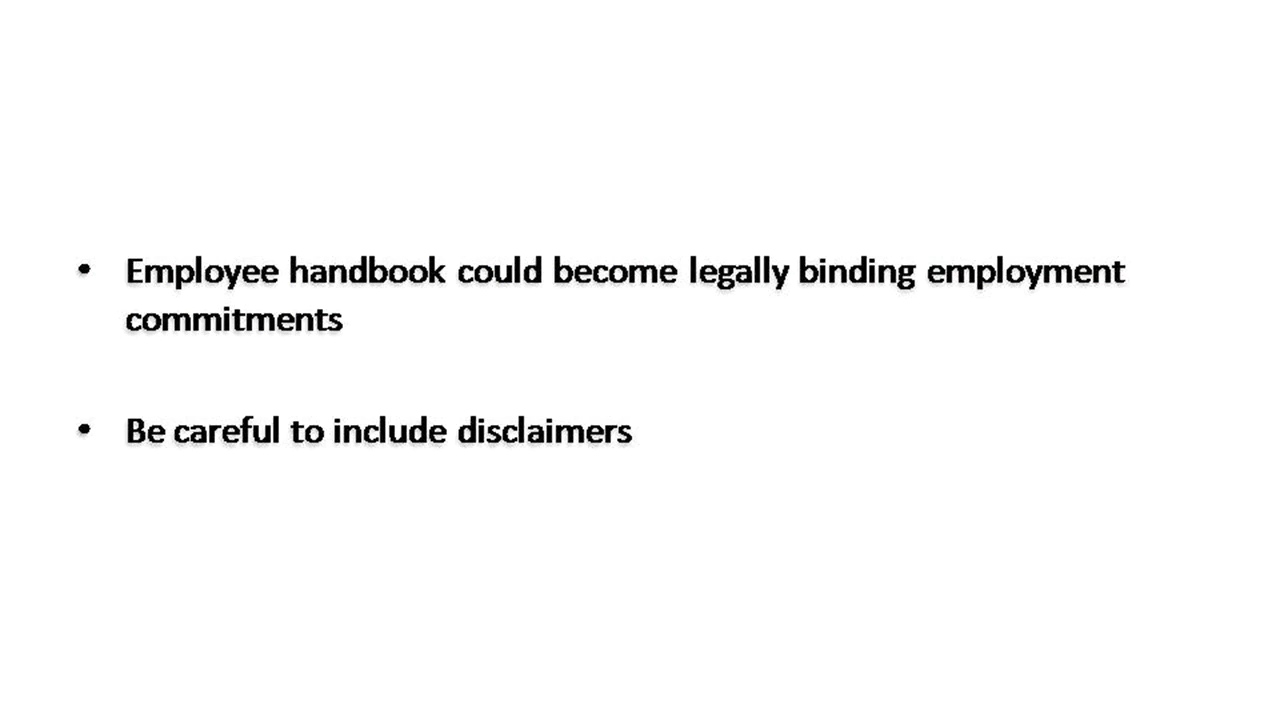 • Employee handbook could become legally binding employment
commitments
• Be careful to include disclaimers